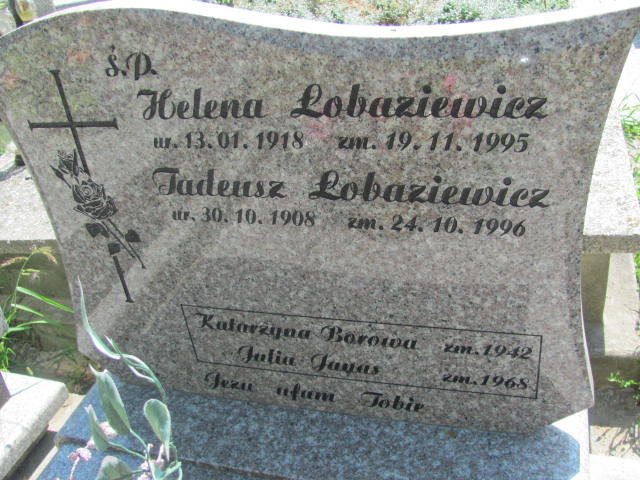 ś.p.
Helena Łobaziewicz
ur. 13. 01. 1918 zm. 19. 11. 1995
Tadeusz Łobaziewicz
ur. 30. 10. 1908 zm. 24. 10. 1996
Katarzyna Borowa zm. 1942
Julia Janas zm. 1968
Jezu ufam Tobie